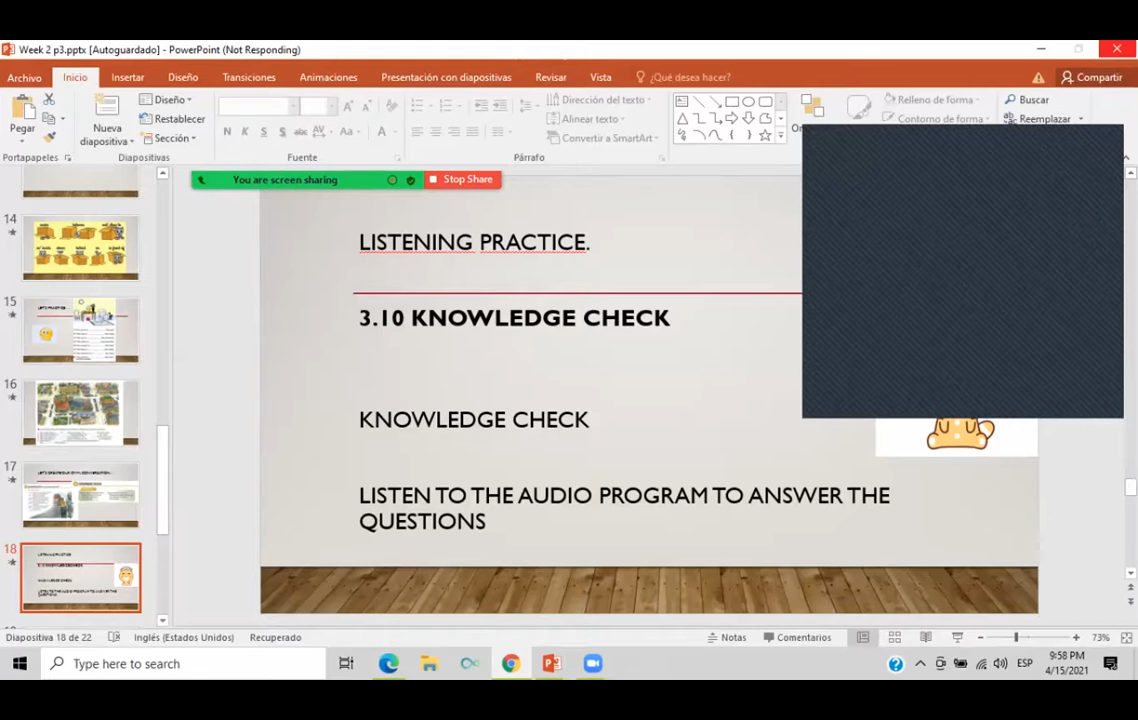 Week 2 p3.pptx [Autoguardado] - PowerPoint (Not Responding)
Archivo Inicio Insertar Diseño Transiciones Animaciones Presentación con diapositivas Revisar Vista ¿Qué desea hacer? Compartir
Pegar
Nueva diapositiva
Diseño
Restablecer
Sección
N K S S abc AV Aa A
Dirección del texto
Alinear texto
Convertir a SmartArt
Relleno de forma
Contorno de forma
Buscar
Reemplazar
Portapapeles Diapositivas Fuente Párrafo
You are screen sharing Stop Share
14
15
16
17
18
LISTENING PRACTICE.
3.10 KNOWLEDGE CHECK
KNOWLEDGE CHECK
LISTEN TO THE AUDIO PROGRAM TO ANSWER THE
QUESTIONS
Diapositiva 18 de 22 Inglés (Estados Unidos) Recuperado Notas Comentarios 73%
Type here to search ESP 9:58 PM
4/15/2021